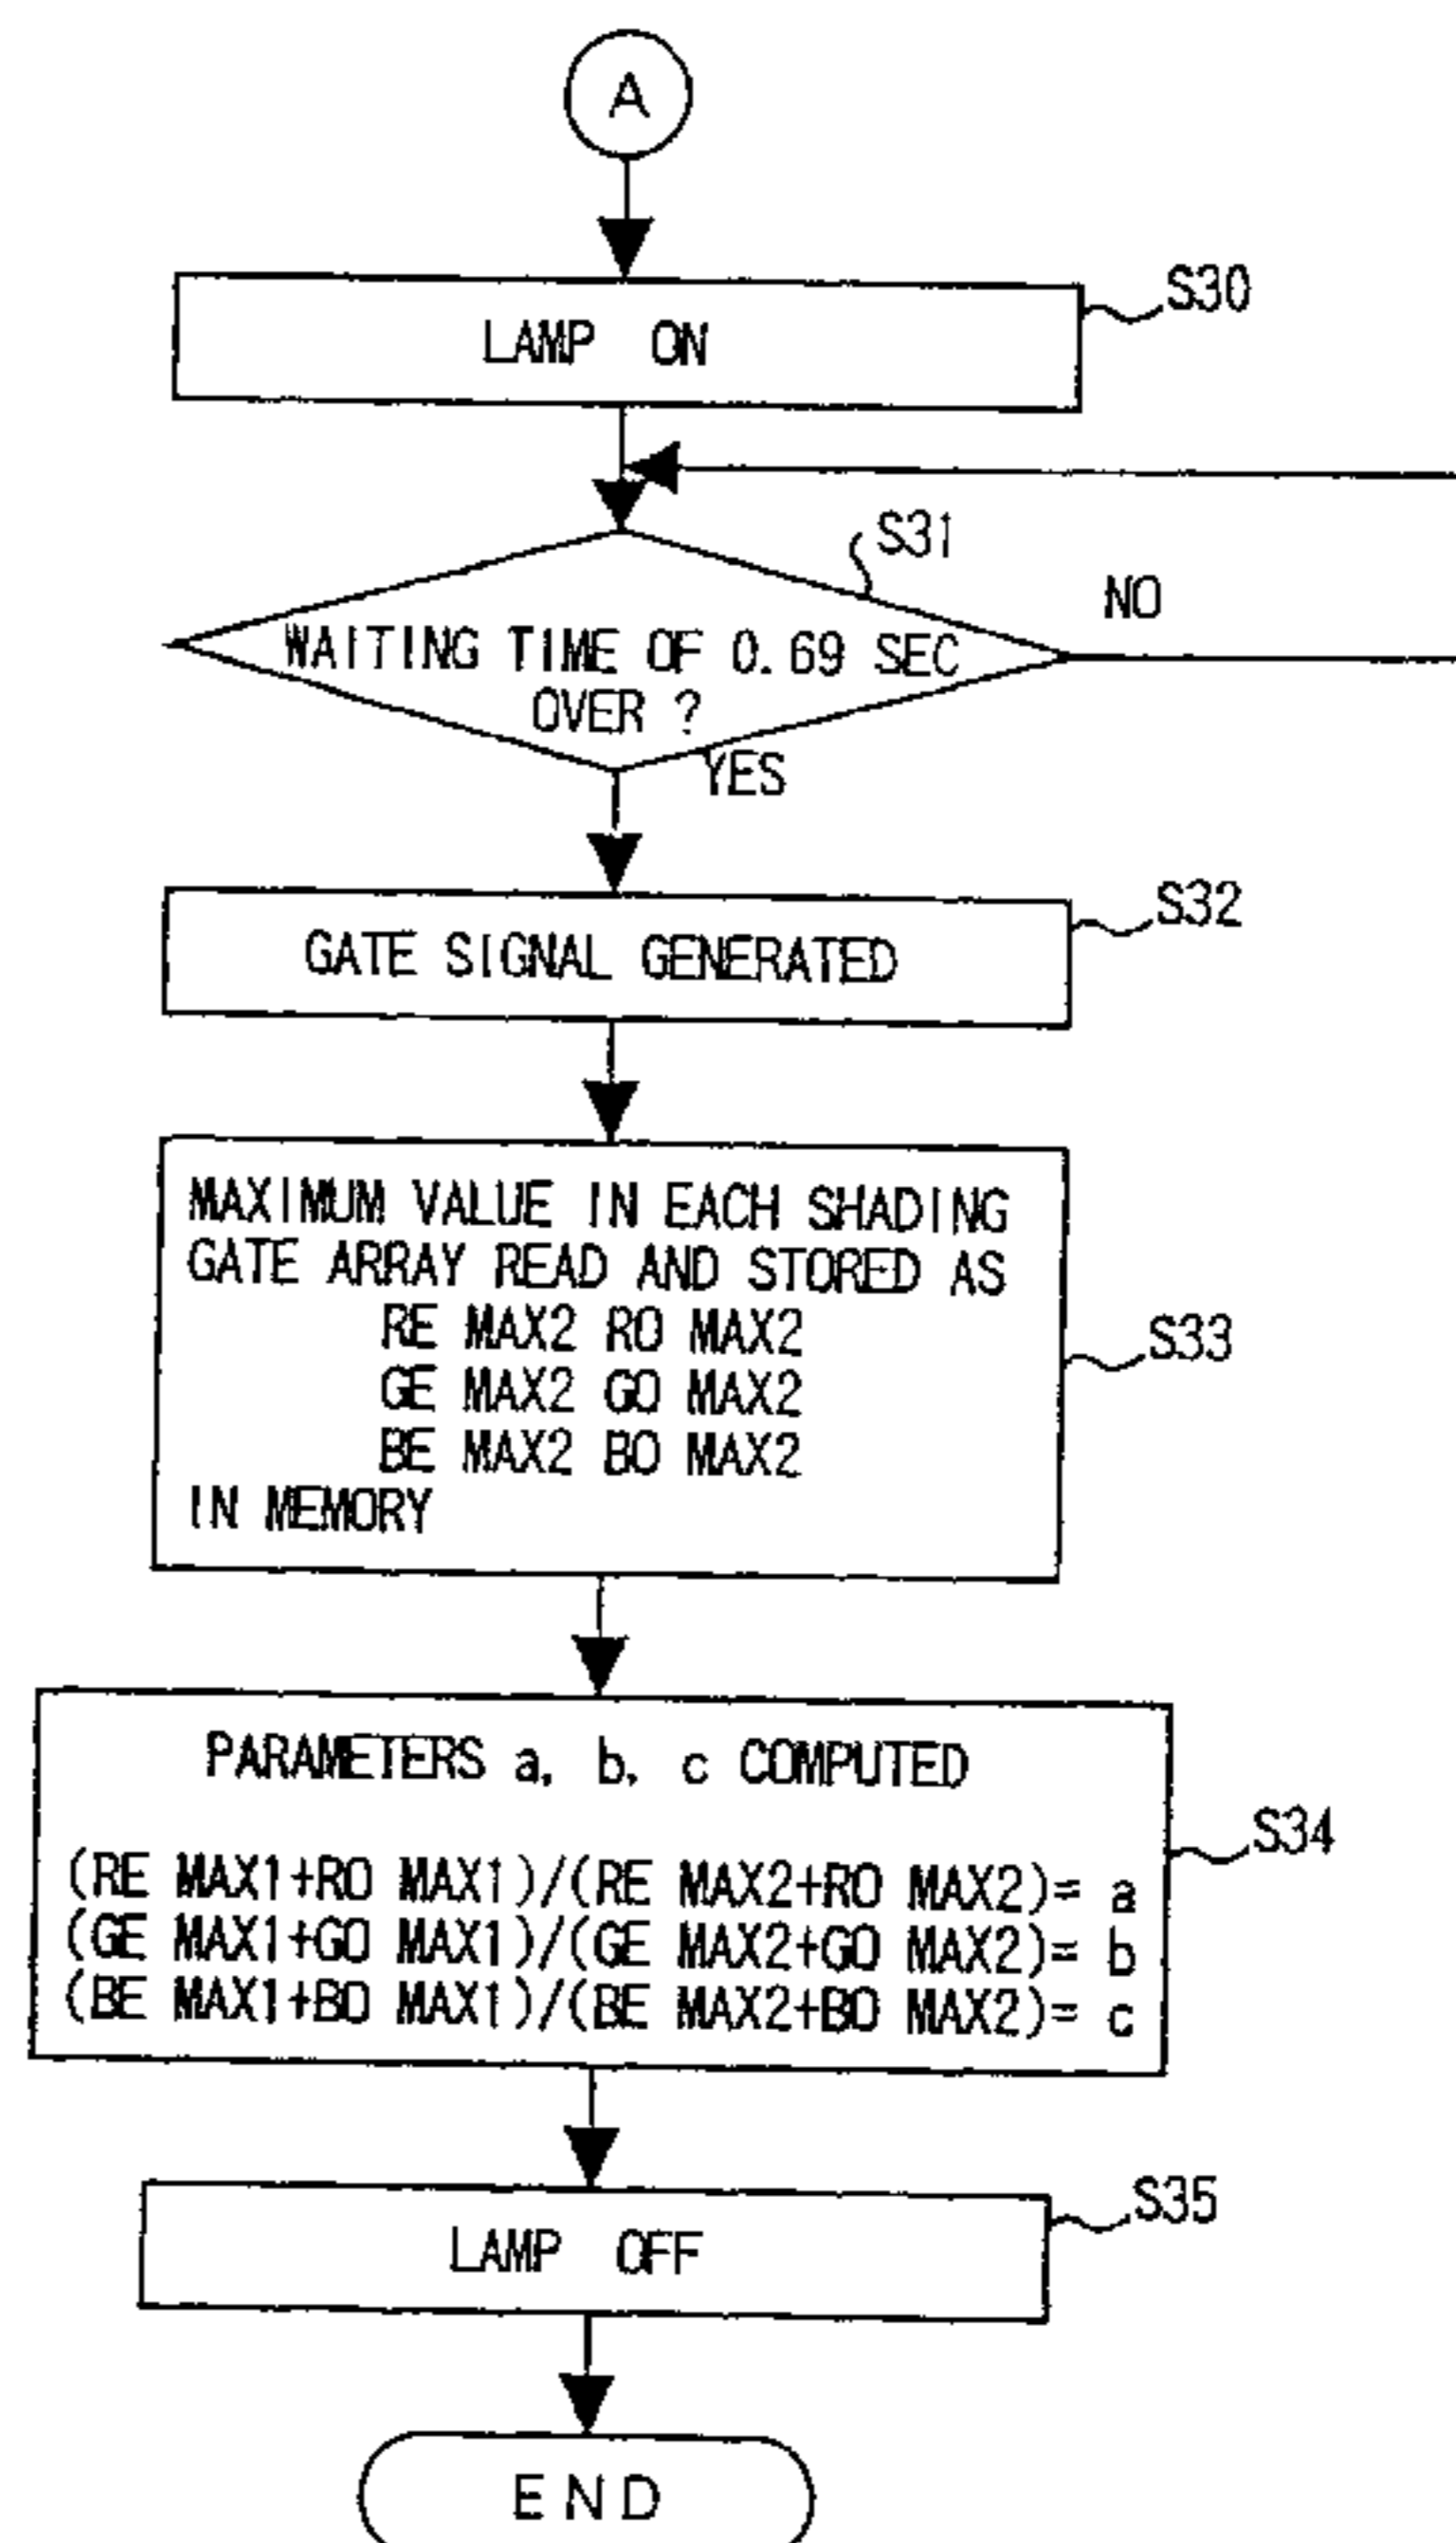 A
S30
LAMP ON
S31
NO
WAITING TIME OF 0.69 SEC
OVER ?
YES
S32
GATE SIGNAL GENERATED
MAXIMUM VALUE IN EACH SHADING
GATE ARRAY READ AND STORED AS
RE MAX2 RO MAX2
GE MAX2 GO MAX2
BE MAX2 BO MAX2
IN MEMORY
S33
PARAMETERS a, b, c COMPUTED
S34
(RE MAX1+RO MAX1)/(RE MAX2+RO MAX2)= a
(GE MAX1+GO MAX1)/(GE MAX2+GO MAX2)= b
(BE MAX1+BO MAX1)/(BE MAX2+BO MAX2)= c
S35
LAMP OFF
END